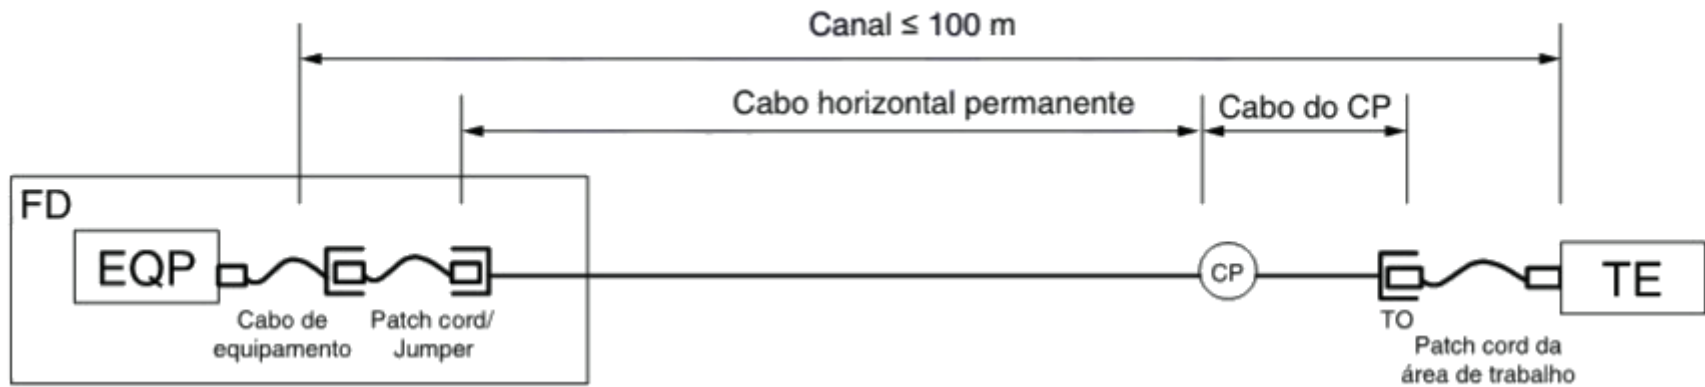 Canal ≤ 100 m
Cabo horizontal permanente
Cabo do CP
FD
EQP
CP
TE
Cabo de
equipamento
Patch cord/
Jumper
TO
Patch cord da
área de trabalho